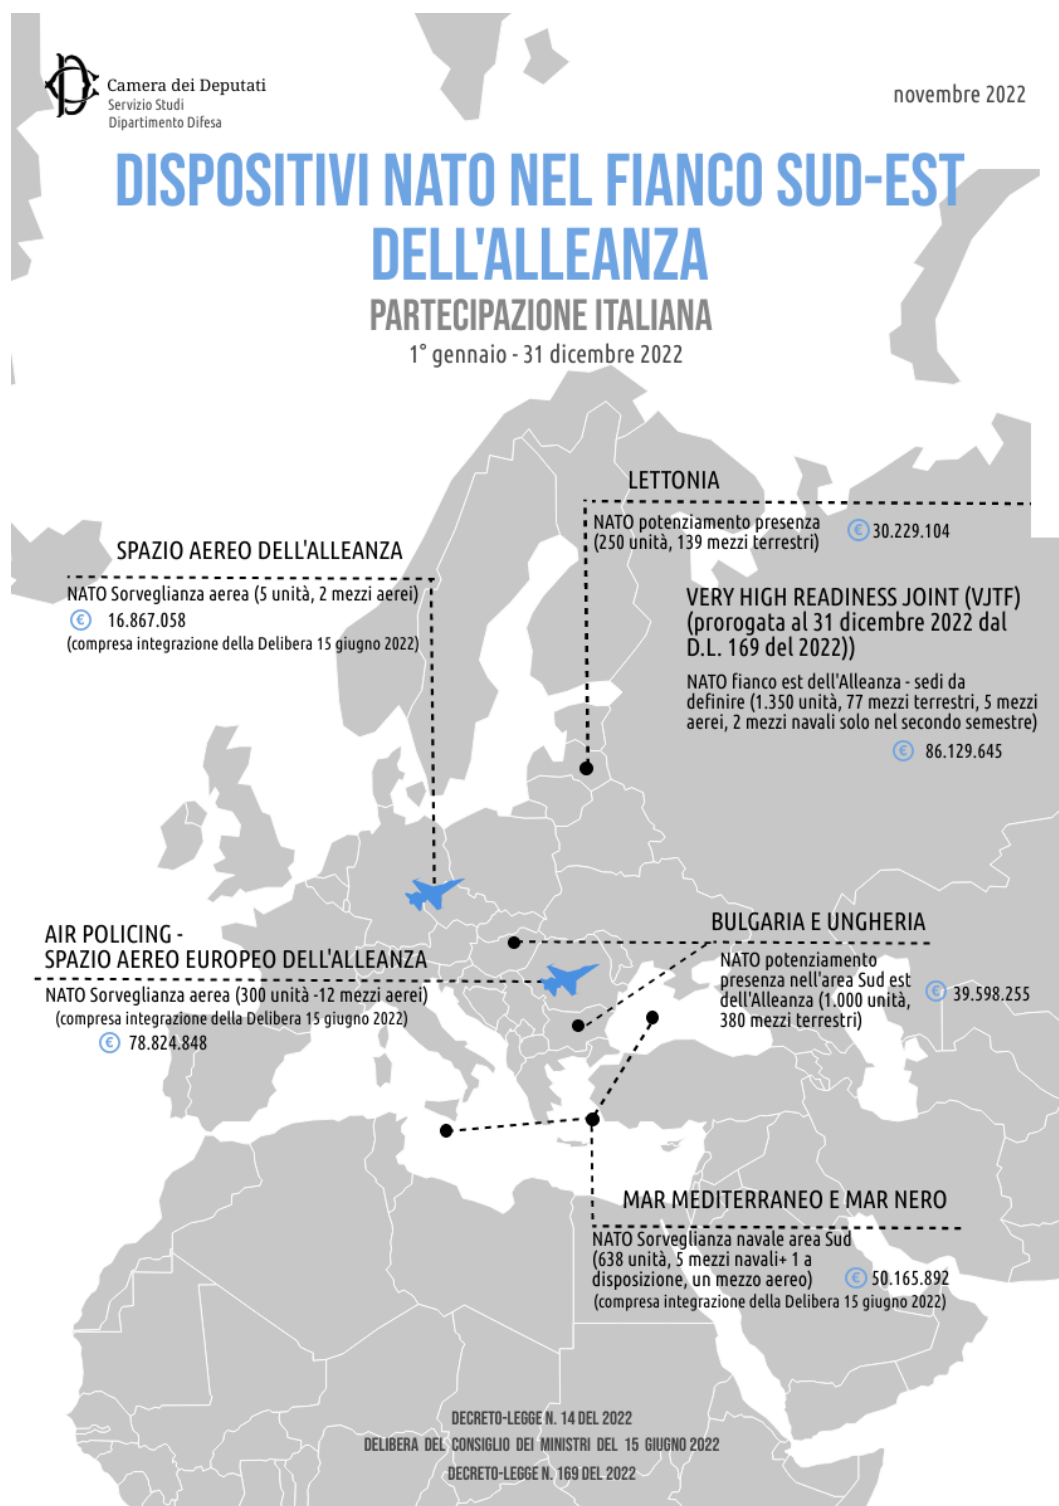 Camera dei Deputati
Servizio Studi
Dipartimento Difesa
novembre 2022
DISPOSITIVI NATO NEL FIANCO SUD-EST
DELL'ALLEANZA
PARTECIPAZIONE ITALIANA
1° gennaio - 31 dicembre 2022
LETTONIA
NATO potenziamento presenza
(250 unità, 139 mezzi terrestri)
€ 30.229.104
SPAZIO AEREO DELL'ALLEANZA
NATO Sorveglianza aerea (5 unità, 2 mezzi aerei)
€ 16.867.058
(compresa integrazione della Delibera 15 giugno 2022)
VERY HIGH READINESS JOINT (VJTF)
(prorogata al 31 dicembre 2022 dal
D.L. 169 del 2022))
NATO fianco est dell'Alleanza - sedi da
definire (1.350 unità, 77 mezzi terrestri, 5 mezzi
aerei, 2 mezzi navali solo nel secondo semestre)
€ 86.129.645
AIR POLICING -
SPAZIO AEREO EUROPEO DELL'ALLEANZA
NATO Sorveglianza aerea (300 unità -12 mezzi aerei)
(compresa integrazione della Delibera 15 giugno 2022)
€ 78.824.848
BULGARIA E UNGHERIA
NATO potenziamento
presenza nell'area Sud est
dell'Alleanza (1.000 unità,
380 mezzi terrestri)
€ 39.598.255
MAR MEDITERRANEO E MAR NERO
NATO Sorveglianza navale area Sud
(638 unità, 5 mezzi navali+ 1 a
disposizione, un mezzo aereo)
€ 50.165.892
(compresa integrazione della Delibera 15 giugno 2022)
DECRETO-LEGGE N. 14 DEL 2022
DELIBERA DEL CONSIGLIO DEI MINISTRI DEL 15 GIUGNO 2022
DECRETO-LEGGE N. 169 DEL 2022